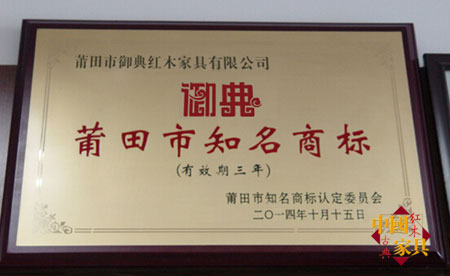 莆田市御典红木家具有限公司
御典
莆田市知名商标
(有效期三年)
莆田市知名商标认定委员会
二〇一四年十月十五日
中國红木
古典家具